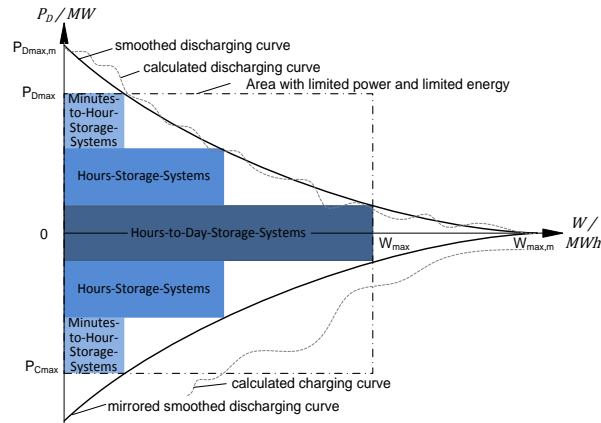 P_D / MW
P_Dmax,m
smoothed discharging curve
calculated discharging curve
P_Dmax
Area with limited power and limited energy
Minutes-
to-Hour-
Storage-
Systems
Hours-Storage-Systems
0
Hours-to-Day-Storage-Systems
W_max
W_max,m
W /
MWh
Hours-Storage-Systems
Minutes-
to-Hour-
Storage-
Systems
P_Cmax
calculated charging curve
mirrored smoothed discharging curve